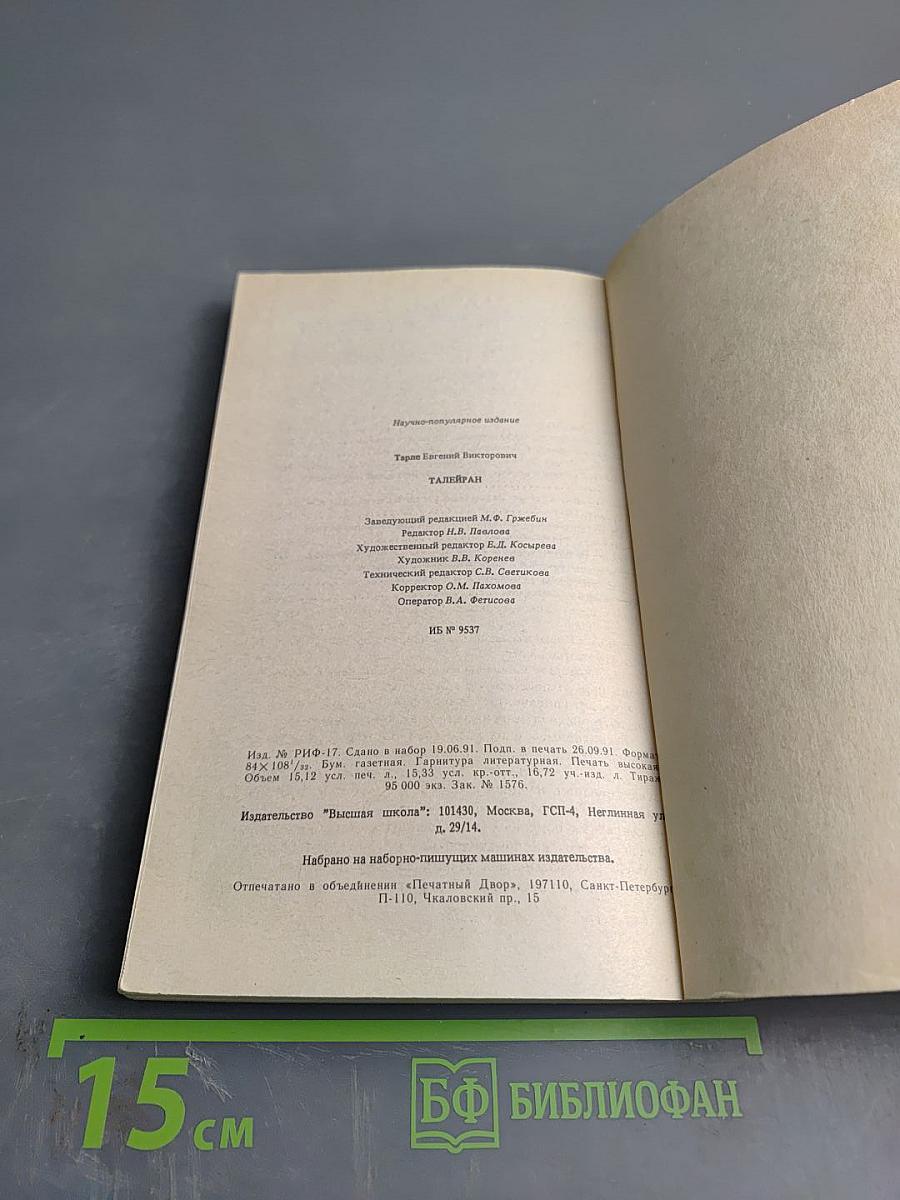 Научно-популярное издание
Тарле Евгений Викторович
ТАЛЕЙРАН
Заведующий редакцией М.Ф. Гржебин
Редактор Н.В. Павлова
Художественный редактор Е.Д. Косырева
Художник В.В. Коренев
Технический редактор С.В. Светикова
Корректор О.М. Пахомова
Оператор В.А. Фетисова
ИБ № 9537
Изд. № РИФ-17. Сдано в набор 19.06.91. Подп. в печать 26.09.91. Формат
84×108¹/₃₂. Бум. газетная. Гарнитура литературная. Печать высокая
Объем 15,12 усл. печ. л., 15,33 усл. кр.-отт., 16,72 уч.-изд. л. Тираж
95 000 экз. Зак. № 1576.
Издательство "Высшая школа": 101430, Москва, ГСП-4, Неглинная ул
д. 29/14.
Набрано на наборно-пишущих машинах издательства.
Отпечатано в объединении «Печатный Двор», 197110, Санкт-Петербург
П-110, Чкаловский пр., 15
15 см
БФ БИБЛИОФАН